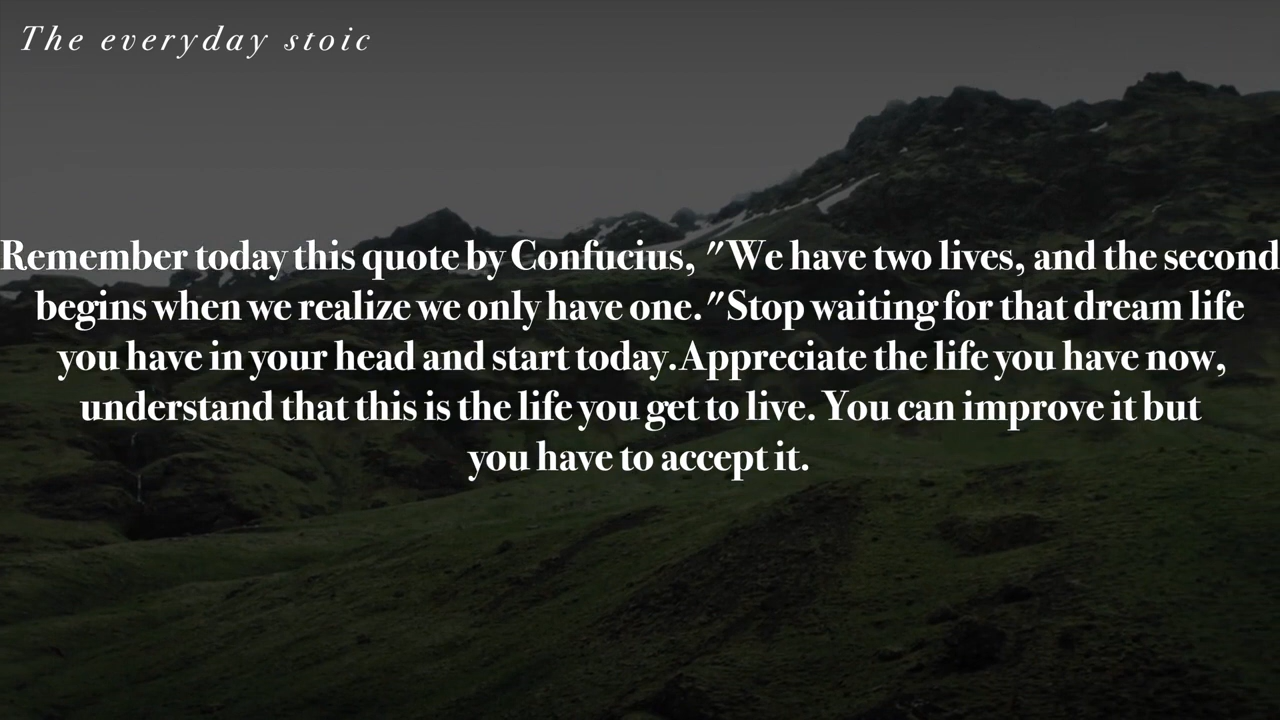 The everyday stoic
Remember today this quote by Confucius, "We have two lives, and the second
begins when we realize we only have one. "Stop waiting for that dream life
you have in your head and start today.Appreciate the life you have now,
understand that this is the life you get to live. You can improve it but
you have to accept it.